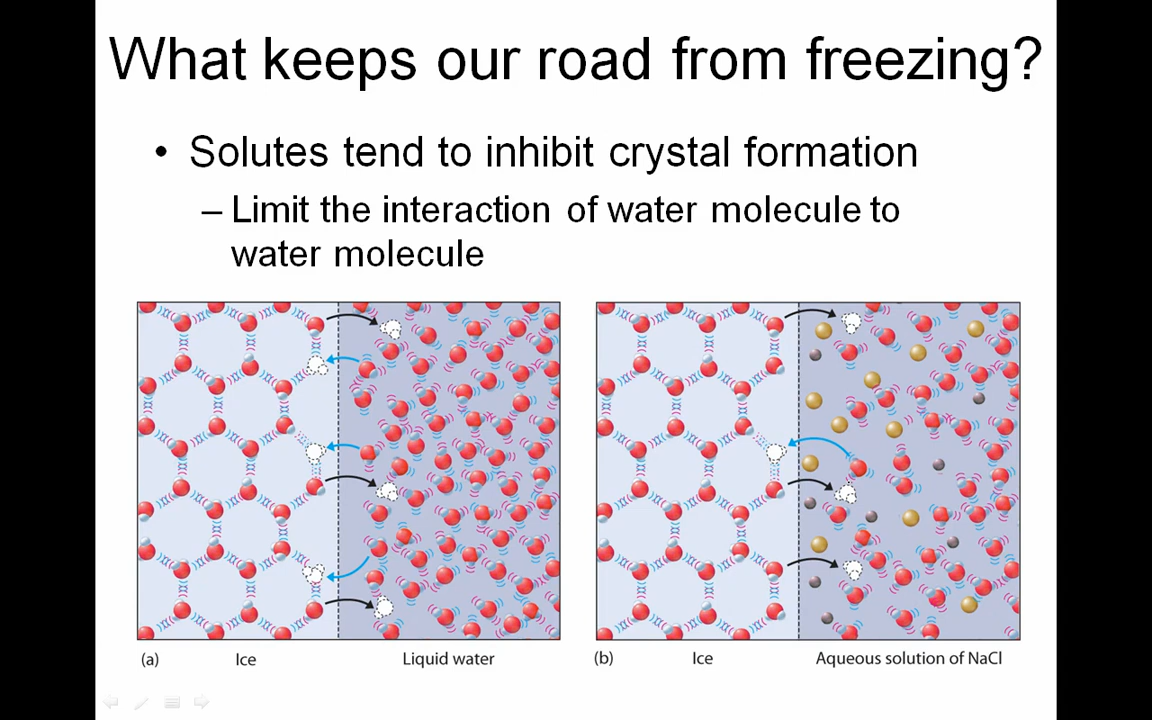 What keeps our road from freezing?
• Solutes tend to inhibit crystal formation
– Limit the interaction of water molecule to
water molecule
(a) Ice Liquid water
(b) Ice Aqueous solution of NaCl